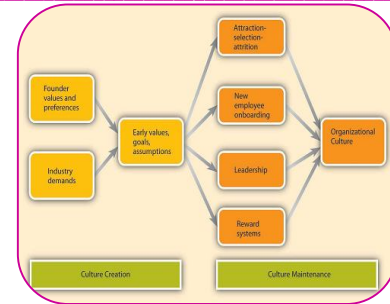 Attraction-
selection-
attrition
Founder
values and
preferences
New
employee
onboarding
Early values,
goals,
assumptions
Organizational
Culture
Industry
demands
Leadership
Reward
systems
Culture Creation
Culture Maintenance